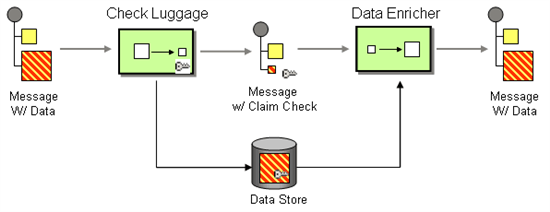 Check Luggage
Data Enricher
Message
W/ Data
Message
w/ Claim Check
Message
W/ Data
Data Store